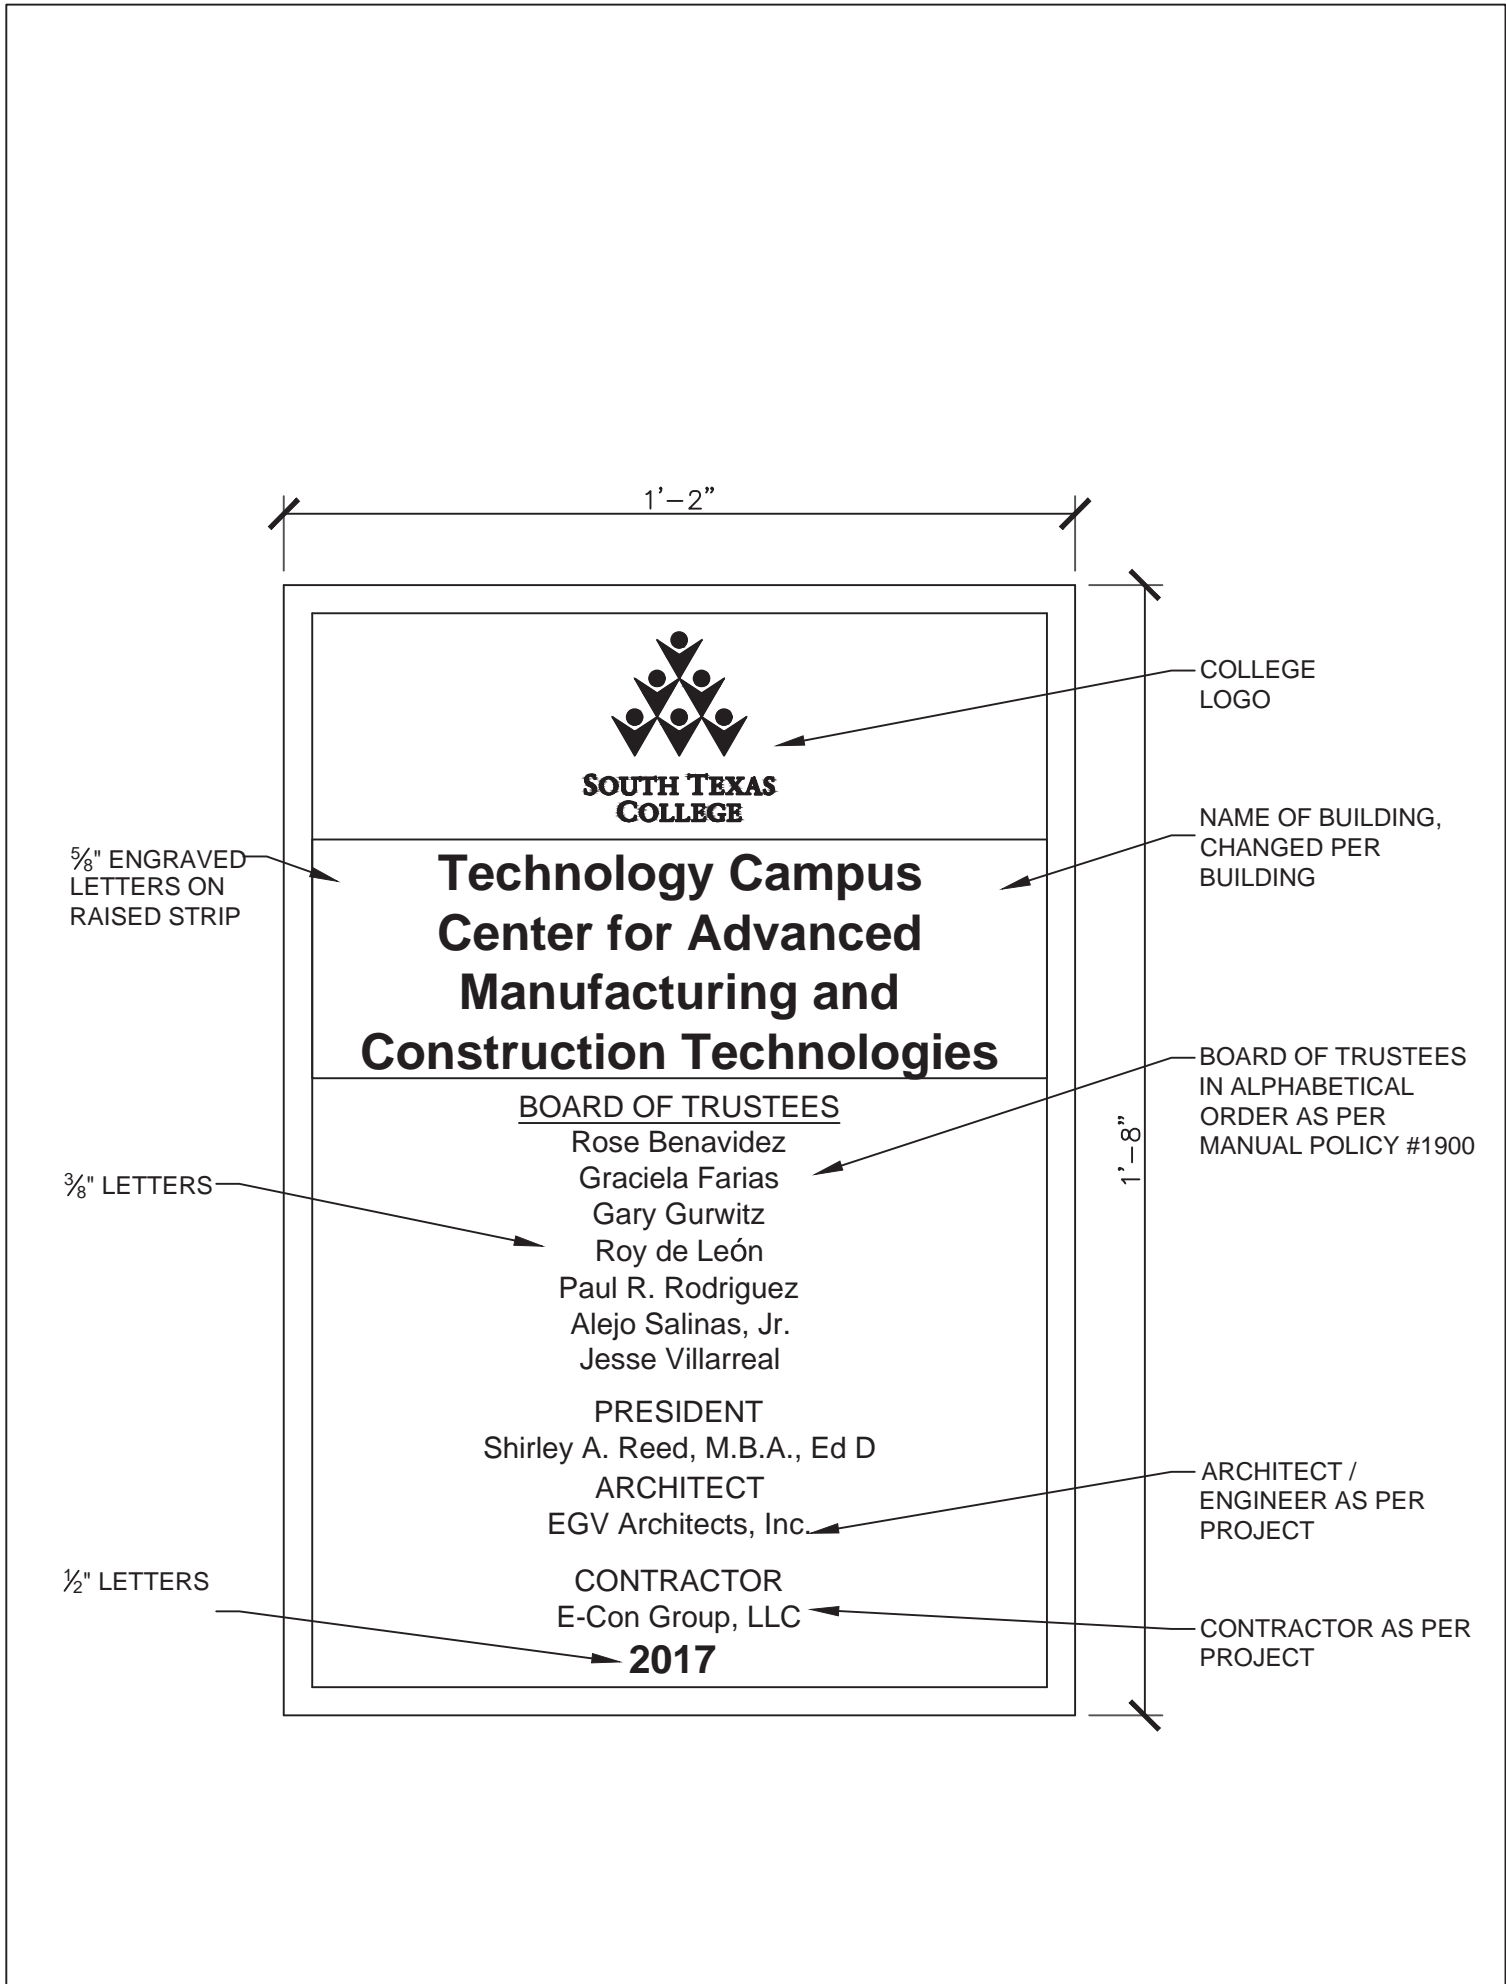 1'-2"
SOUTH TEXAS
COLLEGE
COLLEGE
LOGO
NAME OF BUILDING,
CHANGED PER
BUILDING
⅝" ENGRAVED
LETTERS ON
RAISED STRIP
Technology Campus
Center for Advanced
Manufacturing and
Construction Technologies
BOARD OF TRUSTEES
Rose Benavidez
Graciela Farias
Gary Gurwitz
Roy de León
Paul R. Rodriguez
Alejo Salinas, Jr.
Jesse Villarreal
BOARD OF TRUSTEES
IN ALPHABETICAL
ORDER AS PER
MANUAL POLICY #1900
1'-8"
⅜" LETTERS
PRESIDENT
Shirley A. Reed, M.B.A., Ed D
ARCHITECT
EGV Architects, Inc.
ARCHITECT /
ENGINEER AS PER
PROJECT
½" LETTERS
CONTRACTOR
E-Con Group, LLC
2017
CONTRACTOR AS PER
PROJECT